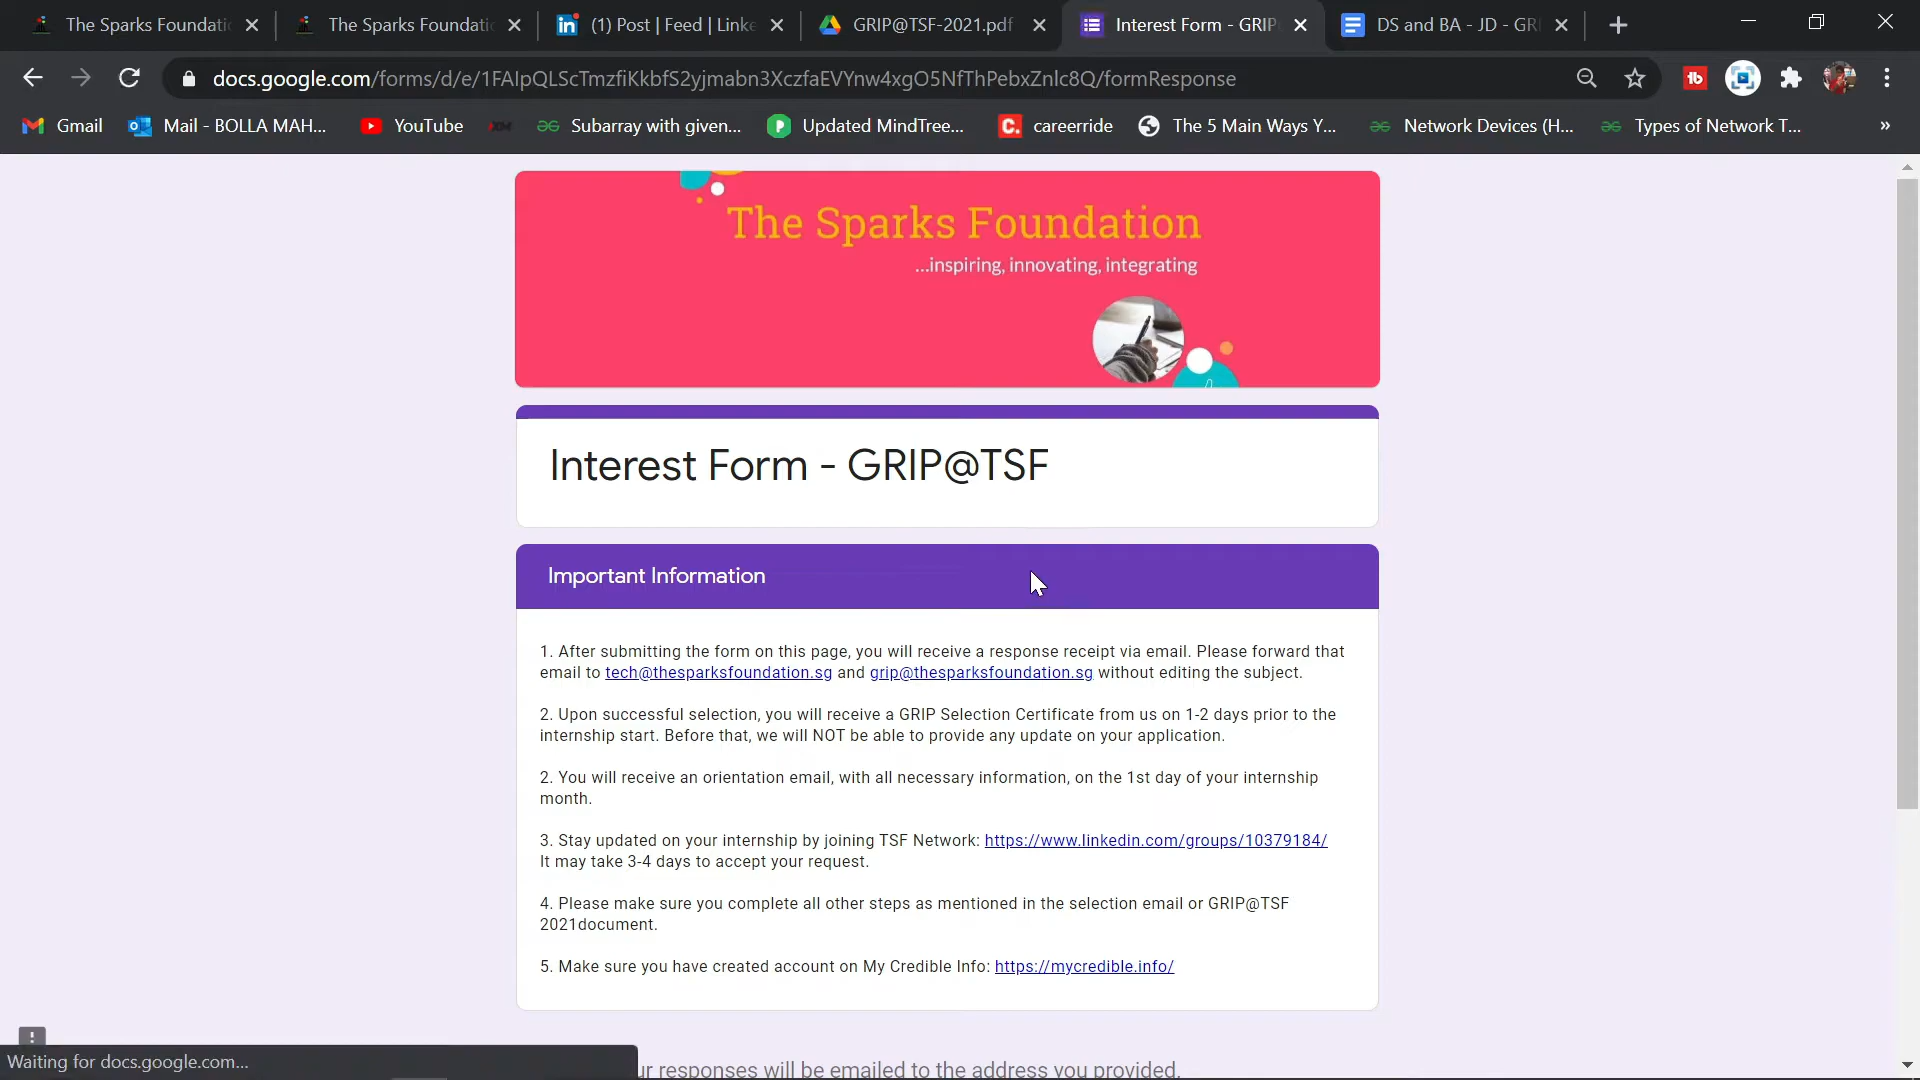 The Sparks Foundati
The Sparks Foundatic
(1) Post | Feed | Linke
GRIP@TSF-2021.pdf
Interest Form - GRIP
DS and BA - JD - GRI
docs.google.com/forms/d/e/1FAIpQLScTmzfiKkbfS2yjmabn3XczfaEVYnw4xgO5NfThPebxZnlc8Q/formResponse
Gmail
Mail - BOLLA MAH...
YouTube
Subarray with given...
Updated MindTree...
careerride
The 5 Main Ways Y...
Network Devices (H...
Types of Network T...
The Sparks Foundation
...inspiring, innovating, integrating
Interest Form - GRIP@TSF
Important Information
1. After submitting the form on this page, you will receive a response receipt via email. Please forward that
email to tech@thesparksfoundation.sg and grip@thesparksfoundation.sg without editing the subject.
2. Upon successful selection, you will receive a GRIP Selection Certificate from us on 1-2 days prior to the
internship start. Before that, we will NOT be able to provide any update on your application.
2. You will receive an orientation email, with all necessary information, on the 1st day of your internship
month.
3. Stay updated on your internship by joining TSF Network: https://www.linkedin.com/groups/10379184/
It may take 3-4 days to accept your request.
4. Please make sure you complete all other steps as mentioned in the selection email or GRIP@TSF
2021document.
5. Make sure you have created account on My Credible Info: https://mycredible.info/
Waiting for docs.google.com...
ur responses will be emailed to the address you provided.